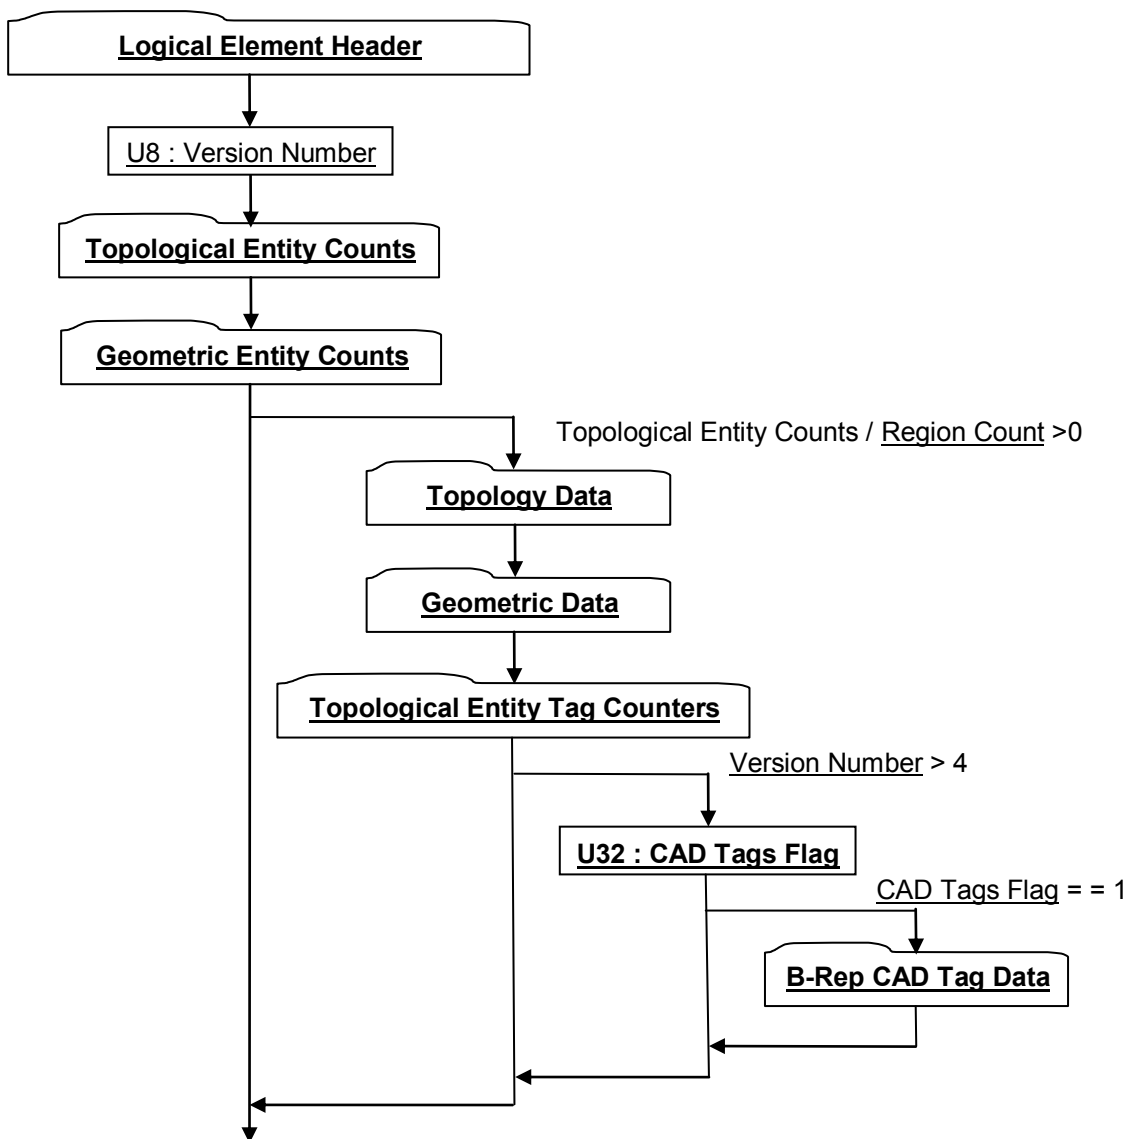 Logical Element Header
U8 : Version Number
Topological Entity Counts
Geometric Entity Counts
Topological Entity Counts / Region Count >0
Topology Data
Geometric Data
Topological Entity Tag Counters
Version Number > 4
U32 : CAD Tags Flag
CAD Tags Flag = = 1
B-Rep CAD Tag Data